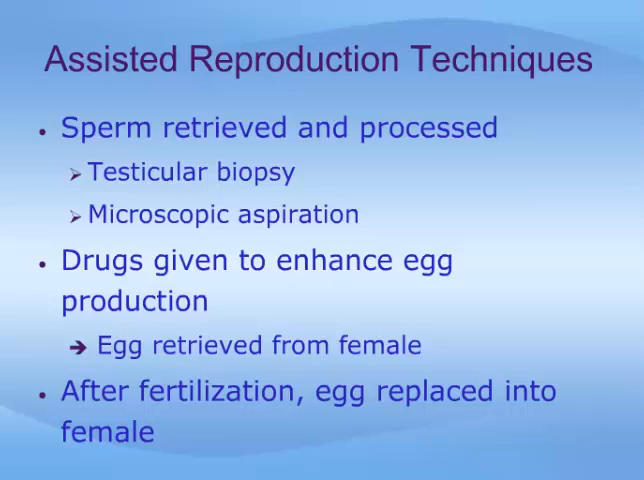 Assisted Reproduction Techniques
• Sperm retrieved and processed
➢ Testicular biopsy
➢ Microscopic aspiration
• Drugs given to enhance egg
production
➔ Egg retrieved from female
• After fertilization, egg replaced into
female